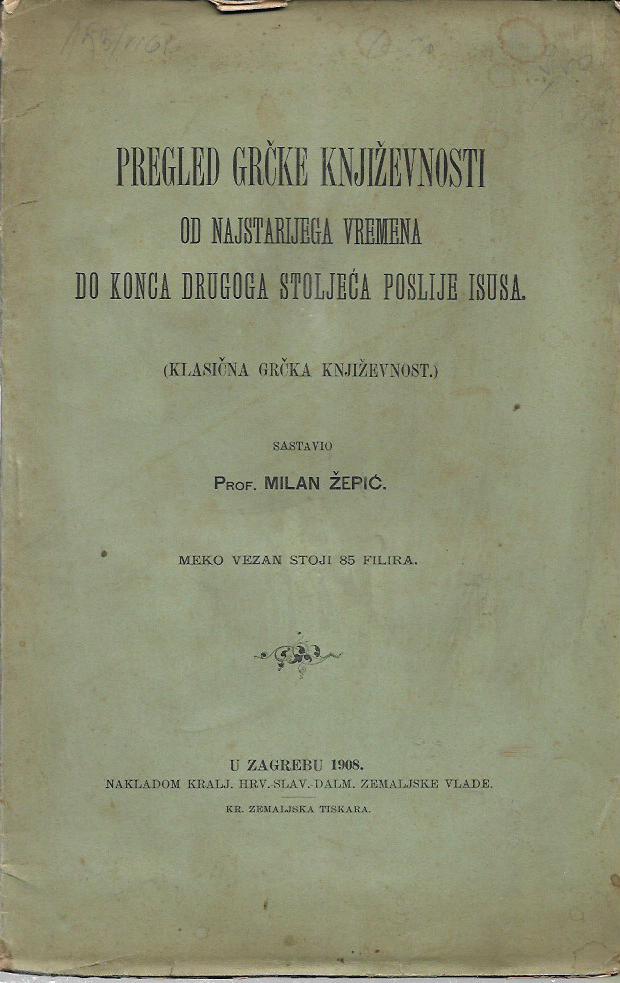 PREGLED GRČKE KNJIŽEVNOSTI
OD NAJSTARIJEGA VREMENA
DO KONCA DRUGOGA STOLJEĆA POSLIJE ISUSA.
(KLASIČNA GRČKA KNJIŽEVNOST.)
SASTAVIO
PROF. MILAN ŽEPIĆ.
MEKO VEZAN STOJI 85 FILIRA.
U ZAGREBU 1908.
NAKLADOM KRALJ. HRV.-SLAV.-DALM. ZEMALJSKE VLADE.
KR. ZEMALJSKA TISKARA.